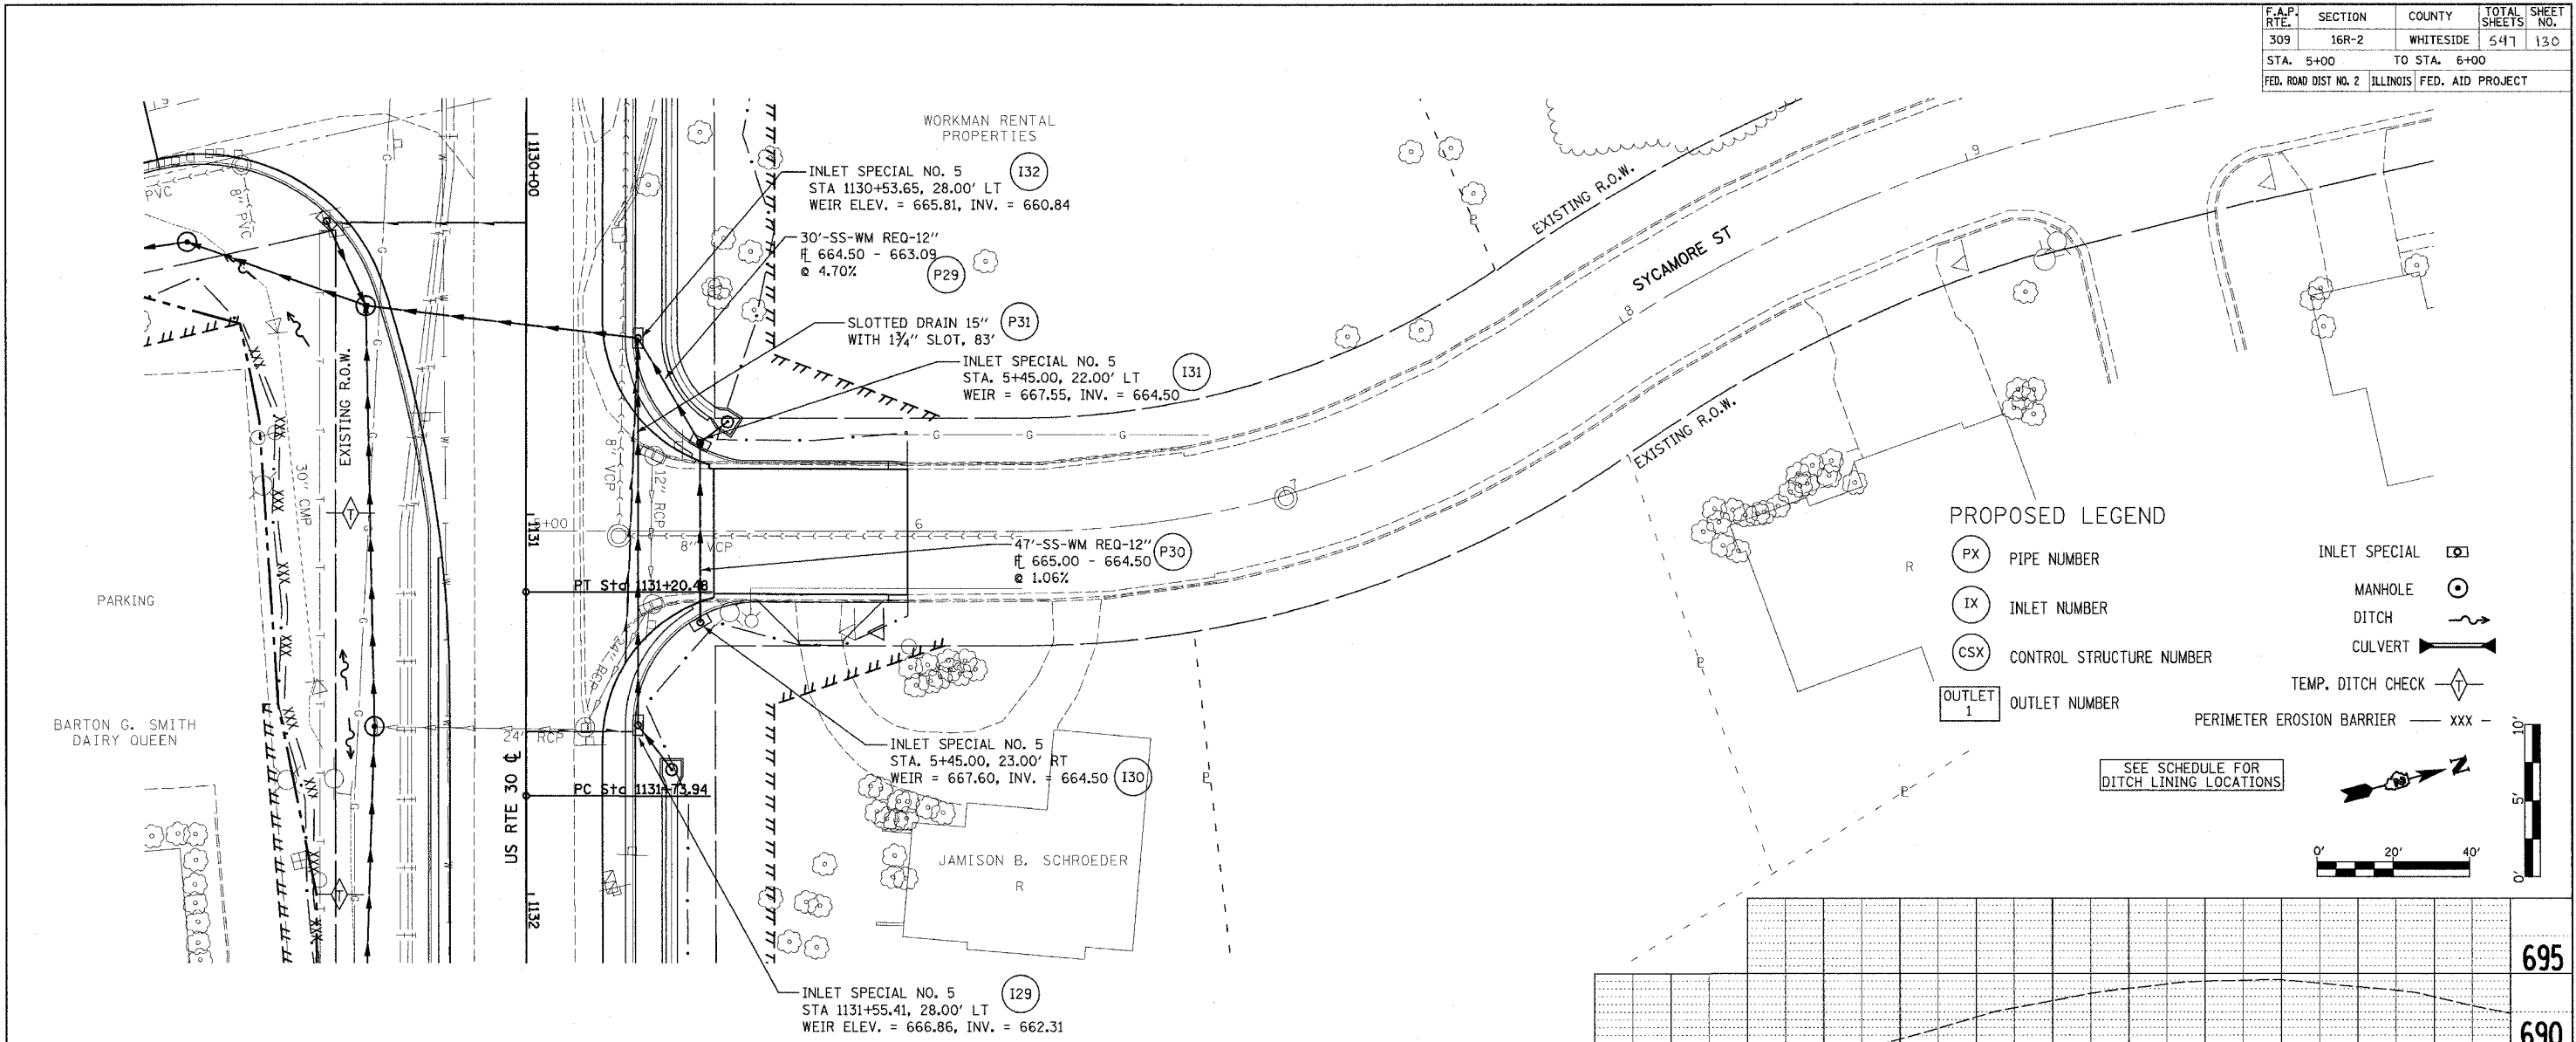 F.A.P. RTE. SECTION COUNTY TOTAL SHEETS SHEET NO.
309 16R-2 WHITESIDE 547 130
STA. 5+00 TO STA. 6+00
FED. ROAD DIST NO. 2 ILLINOIS FED. AID PROJECT
WORKMAN RENTAL
PROPERTIES
INLET SPECIAL NO. 5 I32
STA 1130+53.65, 28.00' LT
WEIR ELEV. = 665.81, INV. = 660.84
30'-SS-WM REQ-12"
FL 664.50 - 663.09
@ 4.70% P29
SLOTTED DRAIN 15" P31
WITH 1¾" SLOT, 83'
INLET SPECIAL NO. 5
STA. 5+45.00, 22.00' LT I31
WEIR = 667.55, INV. = 664.50
1130+00
PVC
8" PVC
EXISTING R.O.W.
30" CMP
8" VCP
12" RCP
1131
5+00
6
7
8
9
8" VCP
SYCAMORE ST
EXISTING R.O.W.
EXISTING R.O.W.
47'-SS-WM REQ-12" P30
FL 665.00 - 664.50
@ 1.06%
PT Sta 1131+20.48
24" RCP
PARKING
BARTON G. SMITH
DAIRY QUEEN
24" RCP
US RTE 30 ℄
PC Sta 1131+73.94
1132
INLET SPECIAL NO. 5
STA. 5+45.00, 23.00' RT
WEIR = 667.60, INV. = 664.50 I30
JAMISON B. SCHROEDER
R
INLET SPECIAL NO. 5 I29
STA 1131+55.41, 28.00' LT
WEIR ELEV. = 666.86, INV. = 662.31
R
PROPOSED LEGEND
PX PIPE NUMBER
IX INLET NUMBER
CSX CONTROL STRUCTURE NUMBER
OUTLET 1 OUTLET NUMBER
INLET SPECIAL
MANHOLE
DITCH
CULVERT
TEMP. DITCH CHECK T
PERIMETER EROSION BARRIER XXX
SEE SCHEDULE FOR
DITCH LINING LOCATIONS
N
0' 20' 40'
10'
5'
0'
695
690